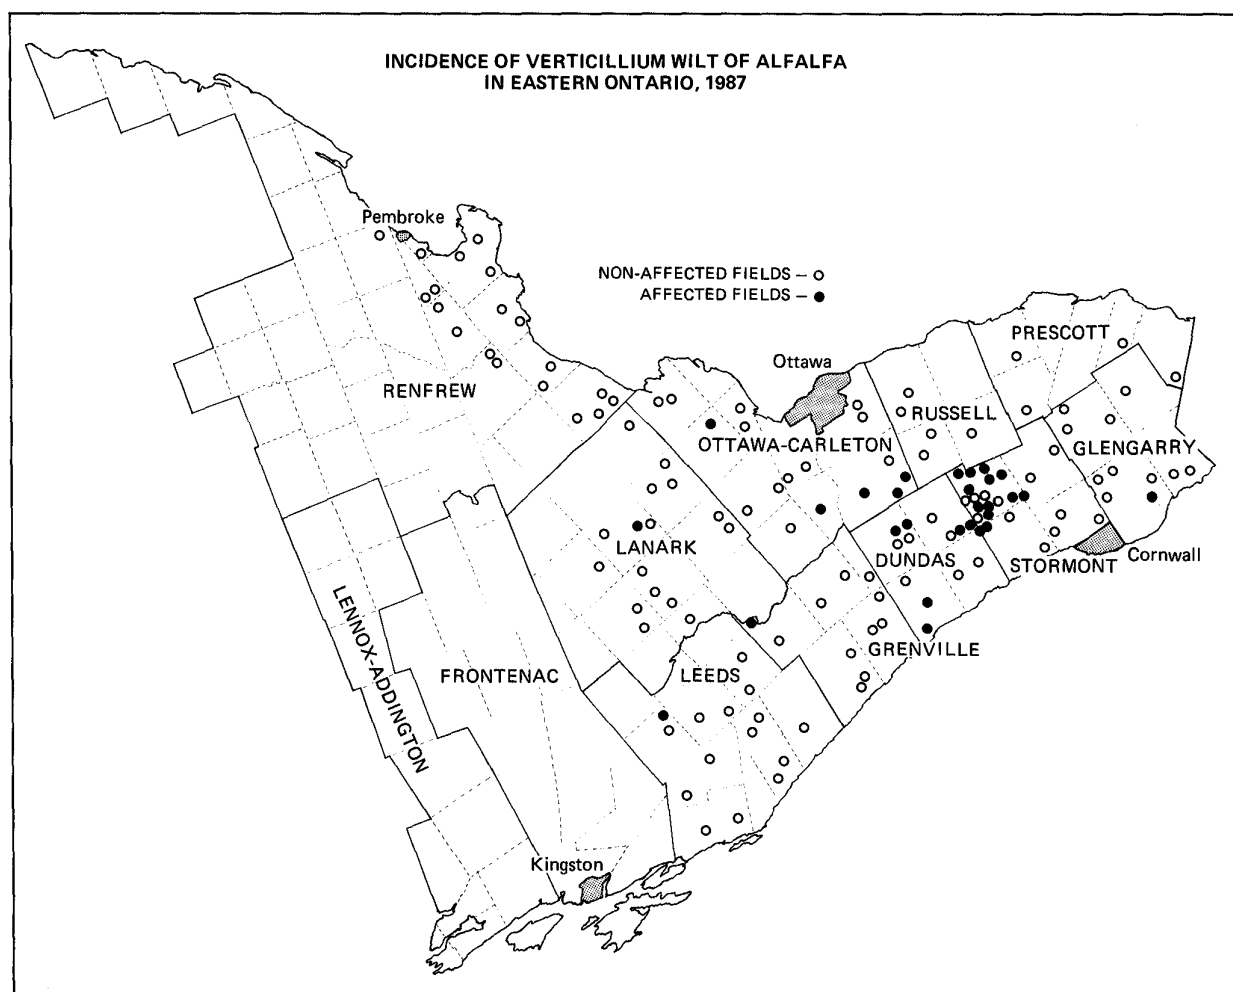 INCIDENCE OF VERTICILLIUM WILT OF ALFALFA
IN EASTERN ONTARIO, 1987
Pembroke
NON-AFFECTED FIELDS – ○
AFFECTED FIELDS – ●
PRESCOTT
Ottawa
RENFREW
RUSSELL
OTTAWA-CARLETON
GLENGARRY
LANARK
DUNDAS
STORMONT
Cornwall
LENNOX-ADDINGTON
GRENVILLE
FRONTENAC
LEEDS
Kingston